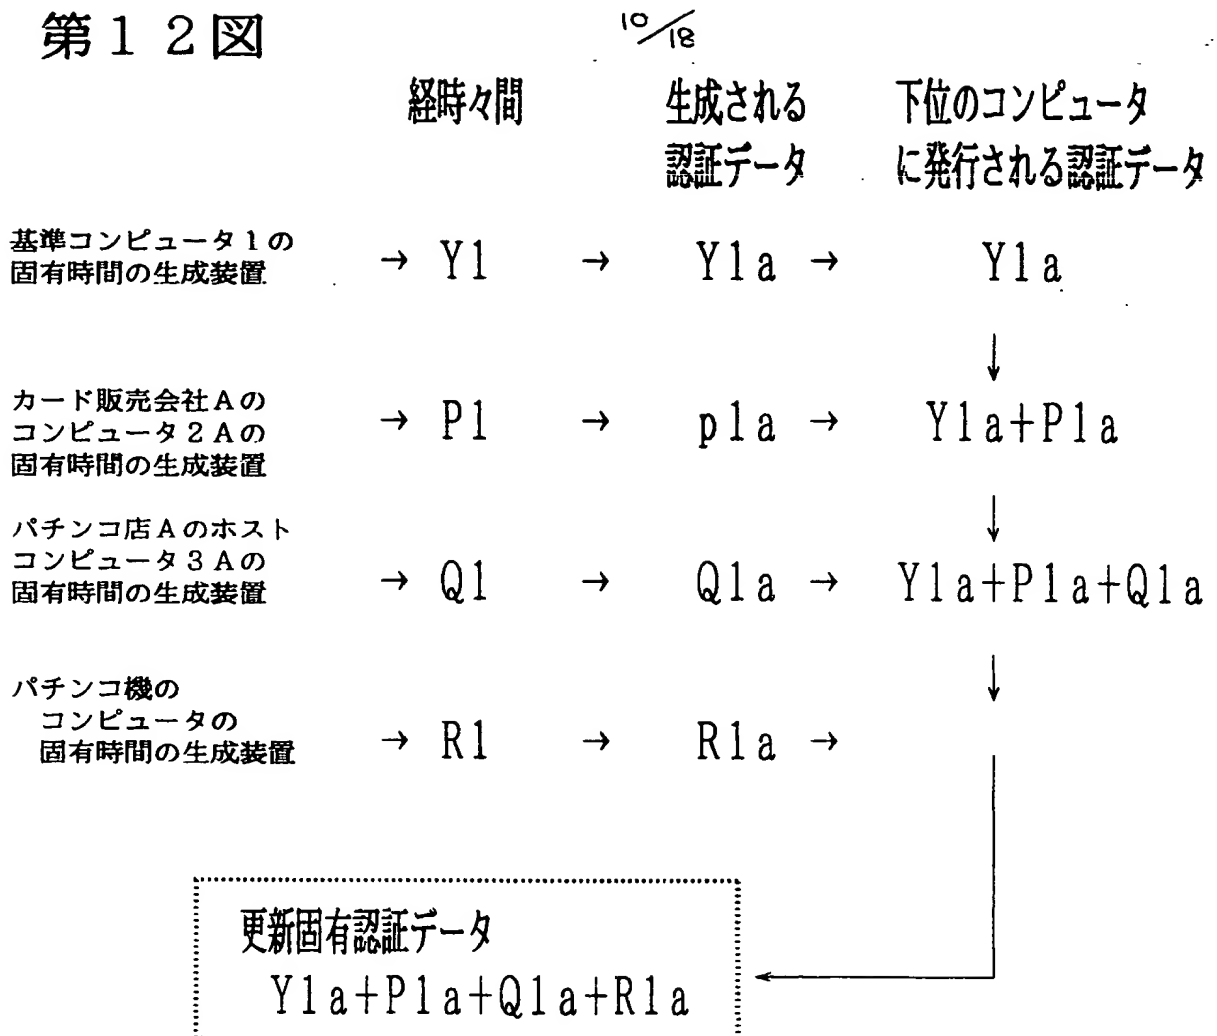 第１２図
10/18
経時々間
生成される
認証データ
下位のコンピュータ
に発行される認証データ
基準コンピュータ１の
固有時間の生成装置
→ Y1 → Y1a → Y1a
↓
カード販売会社Ａの
コンピュータ２Ａの
固有時間の生成装置
→ P1 → p1a → Y1a+P1a
↓
パチンコ店Ａのホスト
コンピュータ３Ａの
固有時間の生成装置
→ Q1 → Q1a → Y1a+P1a+Q1a
↓
パチンコ機の
コンピュータの
固有時間の生成装置
→ R1 → R1a →
更新固有認証データ
Y1a+P1a+Q1a+R1a